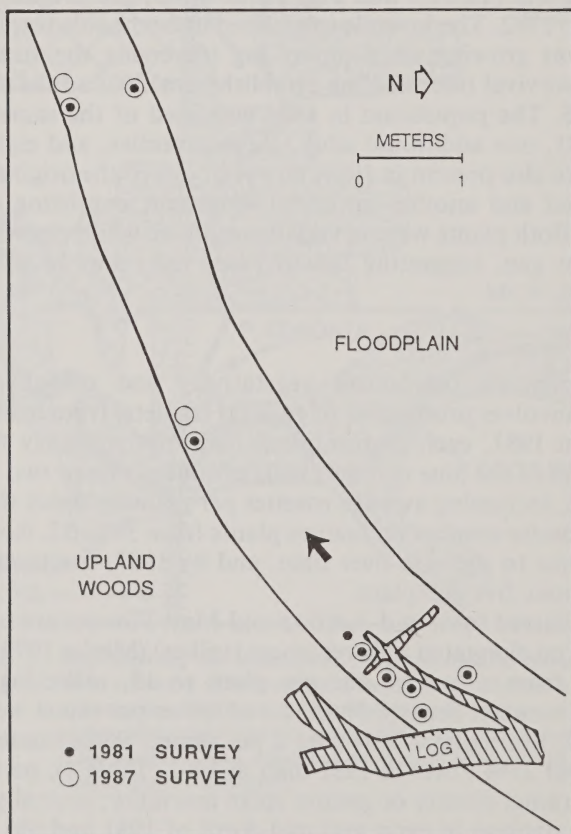 N
METERS
0 1
FLOODPLAIN
UPLAND
WOODS
LOG
1981 SURVEY
1987 SURVEY